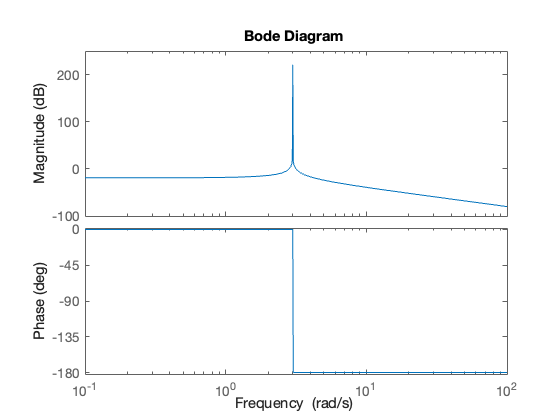 Bode Diagram
Magnitude (dB)
200
100
0
-100
Phase (deg)
0
-45
-90
-135
-180
10^-1 10^0 10^1 10^2
Frequency (rad/s)